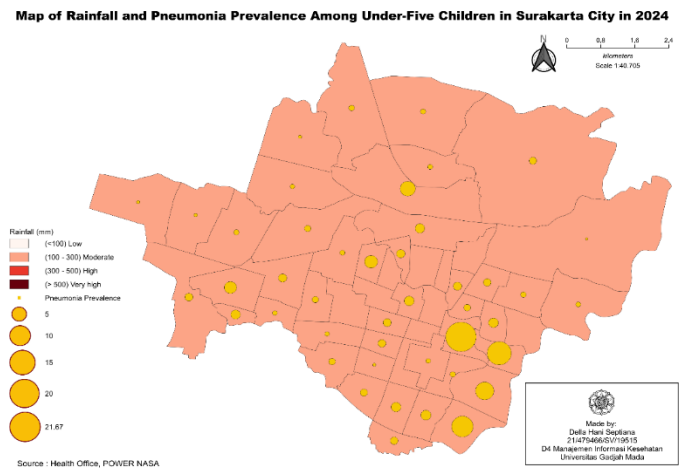 Map of Rainfall and Pneumonia Prevalence Among Under-Five Children in Surakarta City in 2024
N
0 0,8 1,6 2,4
kilometers
Scale 1:40.705
Rainfall (mm)
(<100) Low
(100 - 300) Moderate
(300 - 500) High
(> 500) Very high
Pneumonia Prevalence
5
10
15
20
21.67
Made by:
Della Hani Septiana
21/479466/SV/19515
D4 Manajemen Informasi Kesehatan
Universitas Gadjah Mada
Source : Health Office, POWER NASA